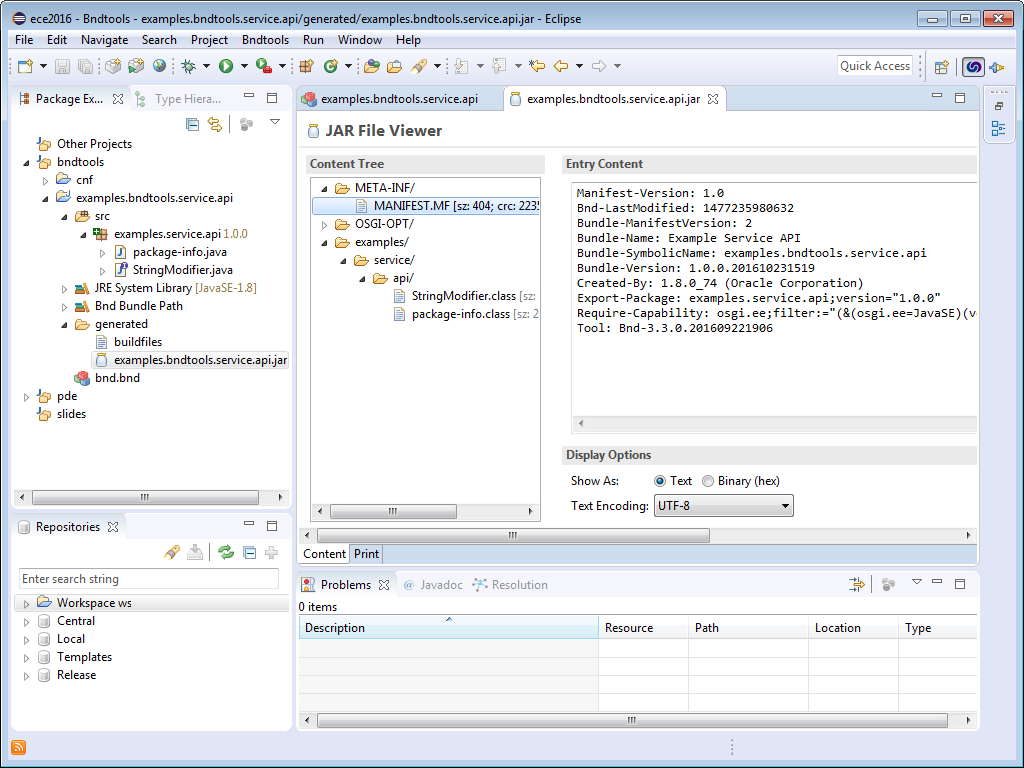 ece2016 - Bndtools - examples.bndtools.service.api/generated/examples.bndtools.service.api.jar - Eclipse
File Edit Navigate Search Project Bndtools Run Window Help
Quick Access
Package Ex... Type Hiera...
Other Projects
bndtools
cnf
examples.bndtools.service.api
src
examples.service.api 1.0.0
package-info.java
StringModifier.java
JRE System Library [JavaSE-1.8]
Bnd Bundle Path
generated
buildfiles
examples.bndtools.service.api.jar
bnd.bnd
pde
slides
Repositories
Enter search string
Workspace ws
Central
Local
Templates
Release
examples.bndtools.service.api examples.bndtools.service.api.jar
JAR File Viewer
Content Tree
META-INF/
MANIFEST.MF [sz: 404; crc: 223
OSGI-OPT/
examples/
service/
api/
StringModifier.class [sz:
package-info.class [sz: 2
Entry Content
Manifest-Version: 1.0
Bnd-LastModified: 1477235980632
Bundle-ManifestVersion: 2
Bundle-Name: Example Service API
Bundle-SymbolicName: examples.bndtools.service.api
Bundle-Version: 1.0.0.201610231519
Created-By: 1.8.0_74 (Oracle Corporation)
Export-Package: examples.service.api;version="1.0.0"
Require-Capability: osgi.ee;filter:="(&(osgi.ee=JavaSE)(v
Tool: Bnd-3.3.0.201609221906
Display Options
Show As: Text Binary (hex)
Text Encoding: UTF-8
Content Print
Problems @ Javadoc Resolution
0 items
Description Resource Path Location Type